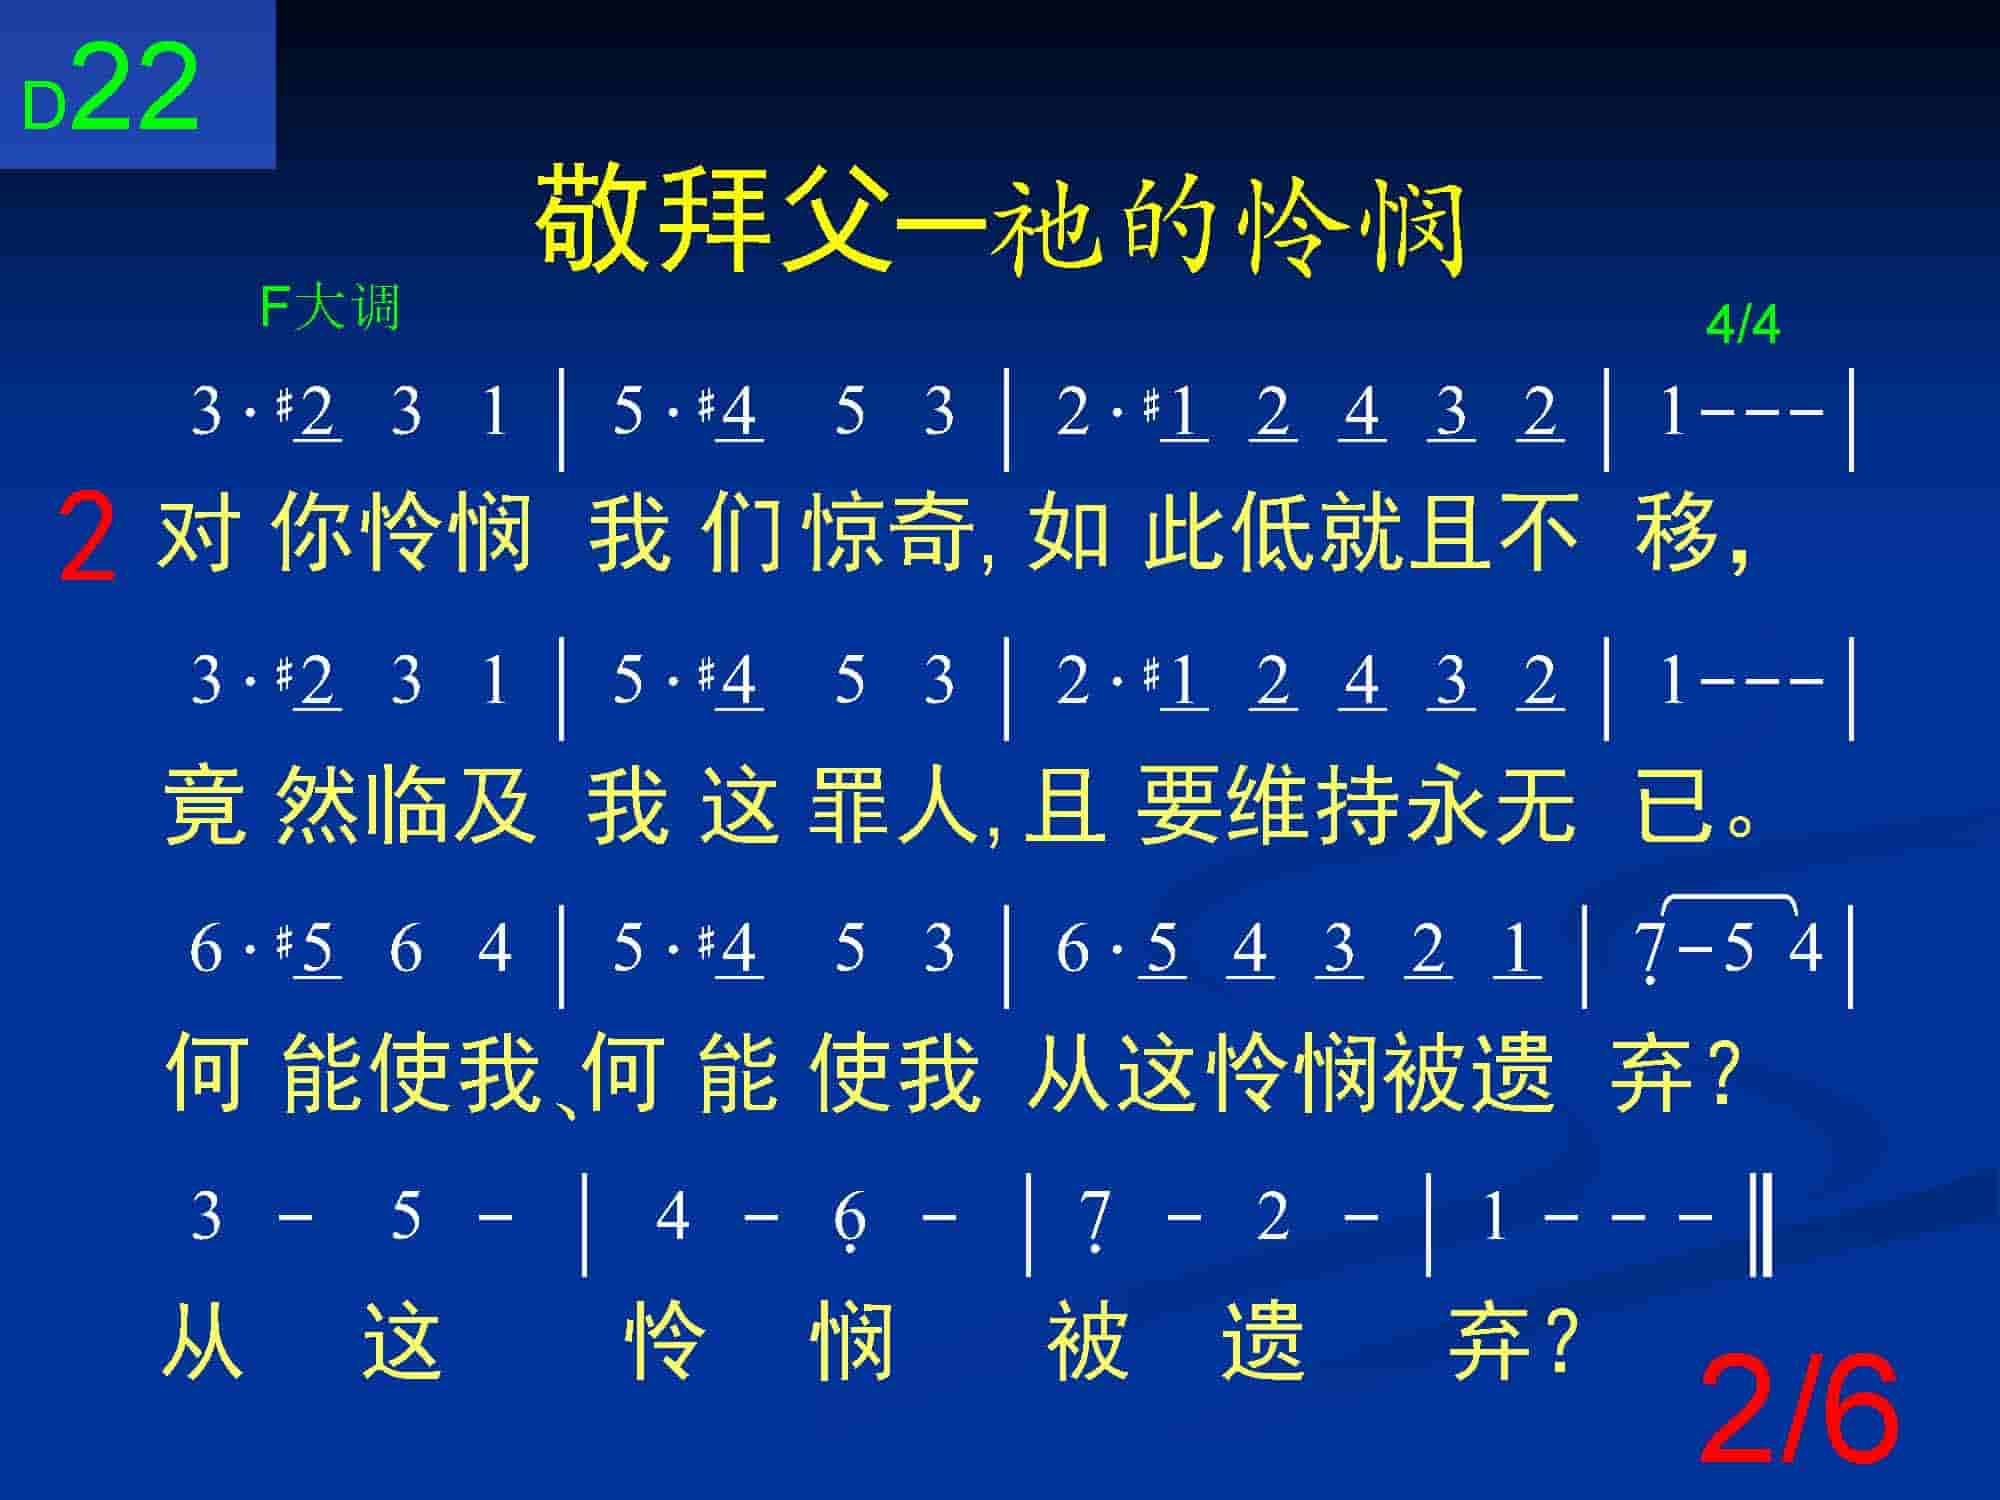 D22
敬拜父—祂的怜悯
F大调
4/4
3·#2 3 1 | 5·#4 5 3 | 2·#1 2 4 3 2 | 1--- |
2 对你怜悯 我们惊奇,如此低就且不 移，
3·#2 3 1 | 5·#4 5 3 | 2·#1 2 4 3 2 | 1--- |
竟然临及 我这罪人,且要维持永无 已。
6·#5 6 4 | 5·#4 5 3 | 6·5 4 3 2 1 | 7̣-5 4 |
何能使我、何能使我 从这怜悯被遗 弃?
3 - 5 - | 4 - 6̣ - | 7̣ - 2 - | 1 - - - ‖
从 这 怜 悯 被 遗 弃?
2/6